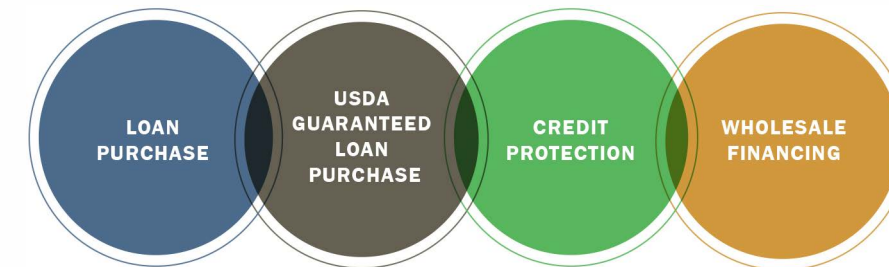 LOAN
PURCHASE
USDA
GUARANTEED
LOAN
PURCHASE
CREDIT
PROTECTION
WHOLESALE
FINANCING